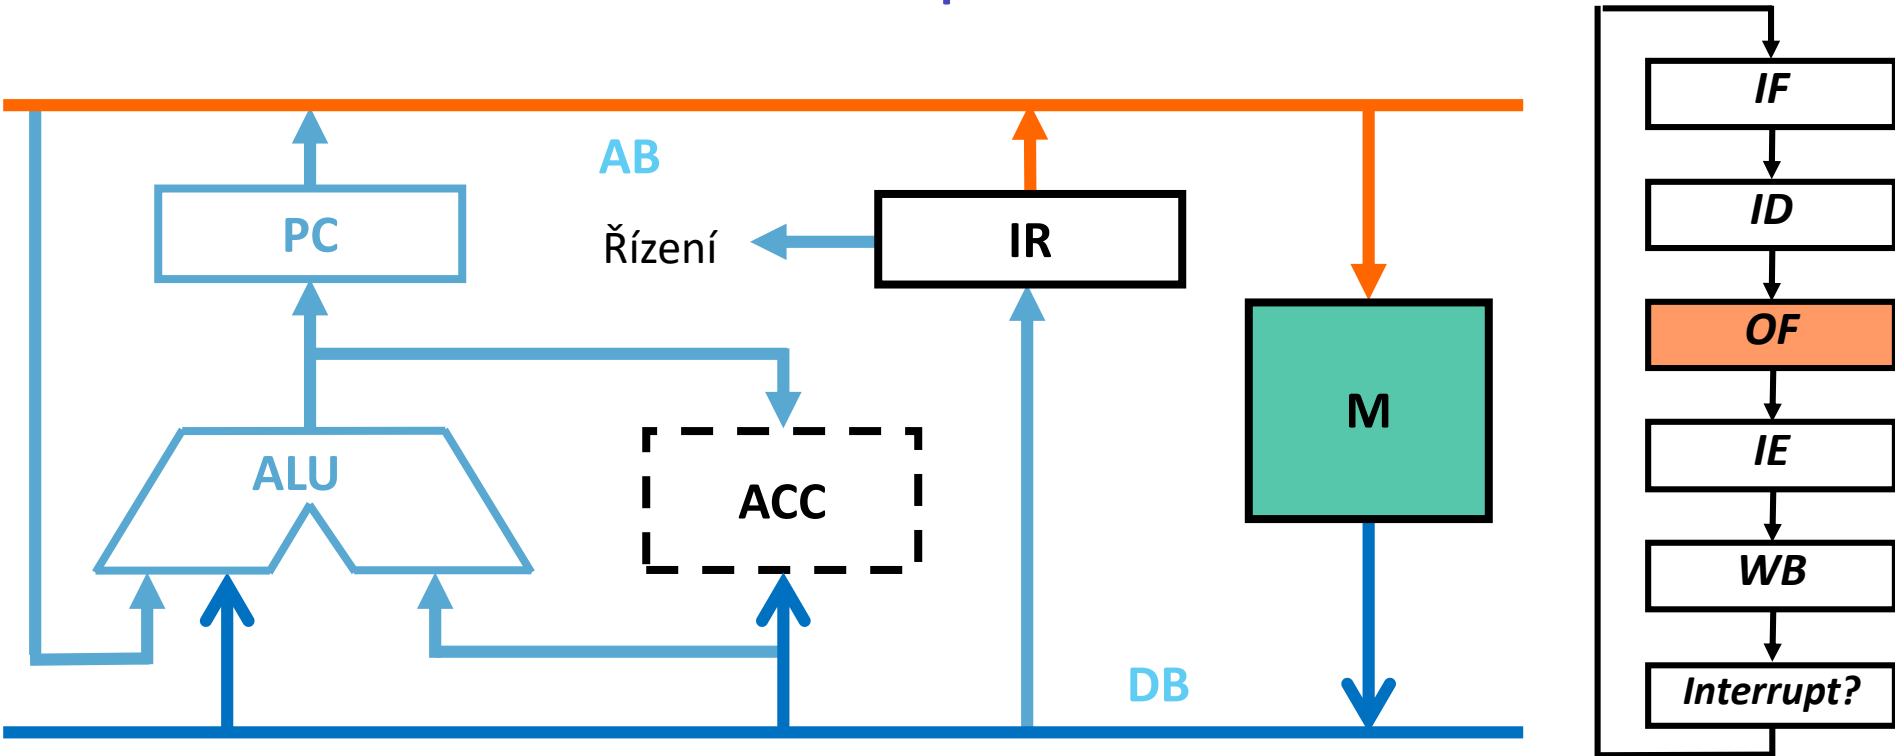 AB
PC
Řízení
IR
M
ALU
ACC
DB
IF
ID
OF
IE
WB
Interrupt?